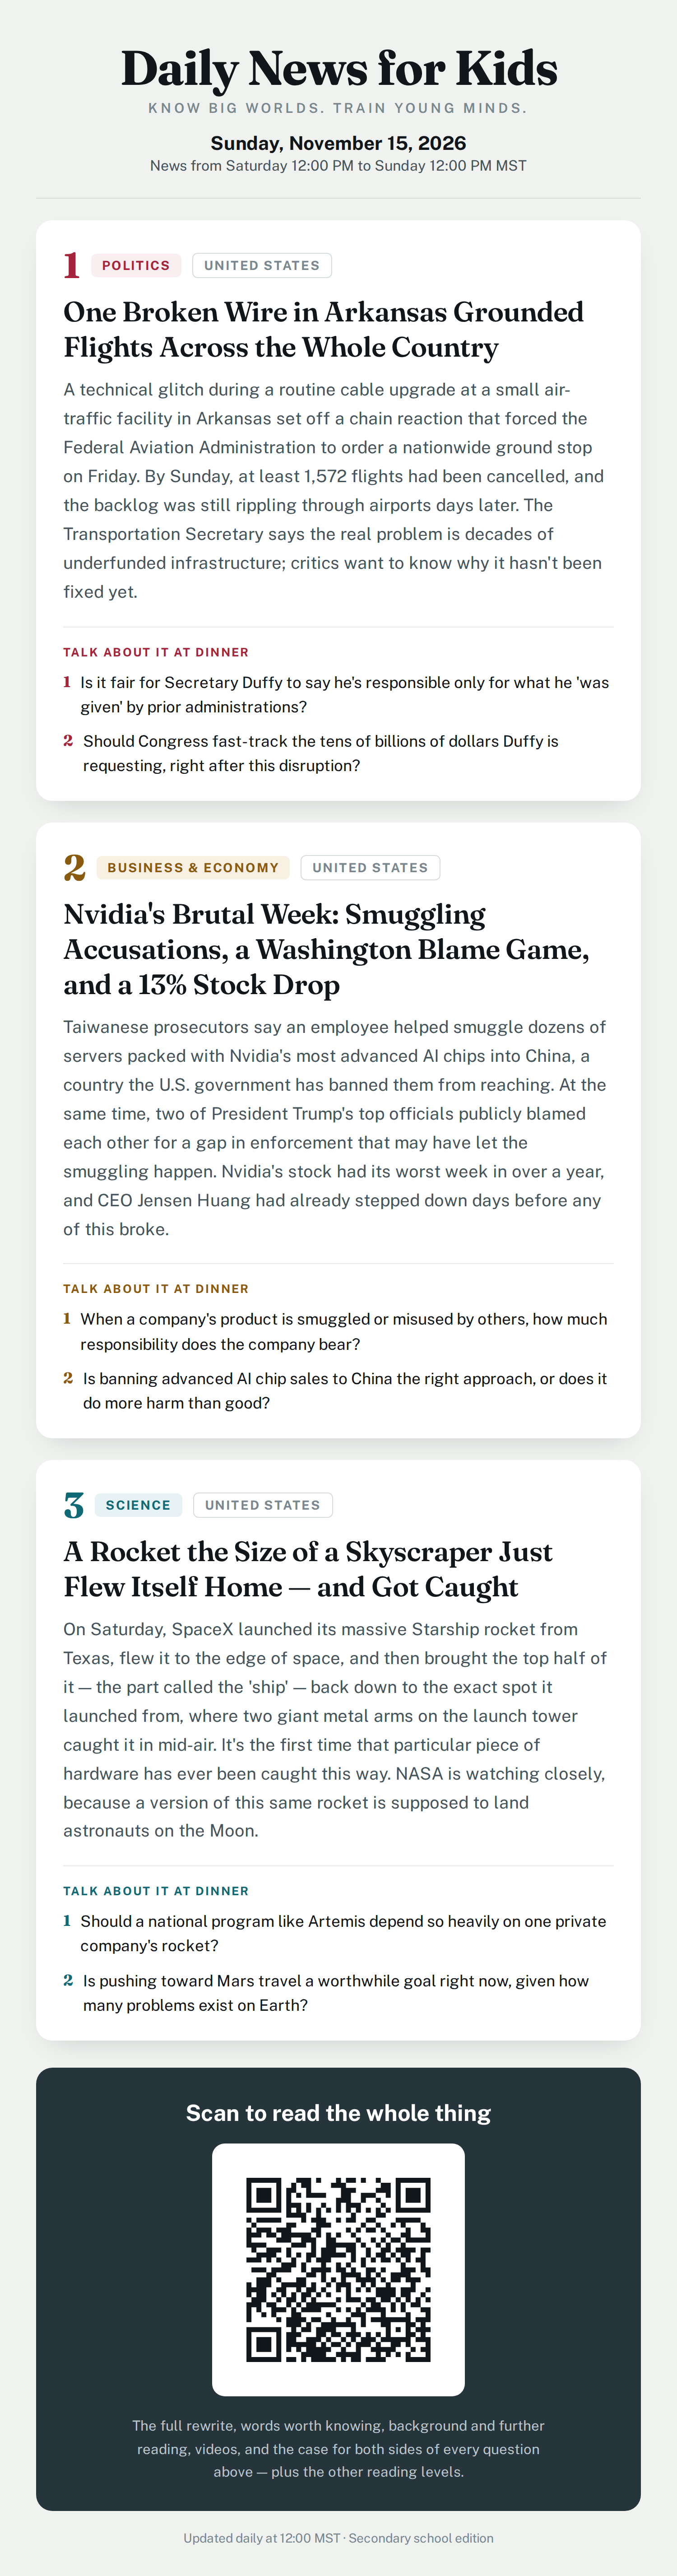 Daily News for Kids
KNOW BIG WORLDS. TRAIN YOUNG MINDS.
Sunday, November 15, 2026
News from Saturday 12:00 PM to Sunday 12:00 PM MST
1 POLITICS UNITED STATES
One Broken Wire in Arkansas Grounded
Flights Across the Whole Country
A technical glitch during a routine cable upgrade at a small air-
traffic facility in Arkansas set off a chain reaction that forced the
Federal Aviation Administration to order a nationwide ground stop
on Friday. By Sunday, at least 1,572 flights had been cancelled, and
the backlog was still rippling through airports days later. The
Transportation Secretary says the real problem is decades of
underfunded infrastructure; critics want to know why it hasn't been
fixed yet.
TALK ABOUT IT AT DINNER
1 Is it fair for Secretary Duffy to say he's responsible only for what he 'was
given' by prior administrations?
2 Should Congress fast-track the tens of billions of dollars Duffy is
requesting, right after this disruption?
2 BUSINESS & ECONOMY UNITED STATES
Nvidia's Brutal Week: Smuggling
Accusations, a Washington Blame Game,
and a 13% Stock Drop
Taiwanese prosecutors say an employee helped smuggle dozens of
servers packed with Nvidia's most advanced AI chips into China, a
country the U.S. government has banned them from reaching. At the
same time, two of President Trump's top officials publicly blamed
each other for a gap in enforcement that may have let the
smuggling happen. Nvidia's stock had its worst week in over a year,
and CEO Jensen Huang had already stepped down days before any
of this broke.
TALK ABOUT IT AT DINNER
1 When a company's product is smuggled or misused by others, how much
responsibility does the company bear?
2 Is banning advanced AI chip sales to China the right approach, or does it
do more harm than good?
3 SCIENCE UNITED STATES
A Rocket the Size of a Skyscraper Just
Flew Itself Home — and Got Caught
On Saturday, SpaceX launched its massive Starship rocket from
Texas, flew it to the edge of space, and then brought the top half of
it — the part called the 'ship' — back down to the exact spot it
launched from, where two giant metal arms on the launch tower
caught it in mid-air. It's the first time that particular piece of
hardware has ever been caught this way. NASA is watching closely,
because a version of this same rocket is supposed to land
astronauts on the Moon.
TALK ABOUT IT AT DINNER
1 Should a national program like Artemis depend so heavily on one private
company's rocket?
2 Is pushing toward Mars travel a worthwhile goal right now, given how
many problems exist on Earth?
Scan to read the whole thing
The full rewrite, words worth knowing, background and further
reading, videos, and the case for both sides of every question
above — plus the other reading levels.
Updated daily at 12:00 MST · Secondary school edition